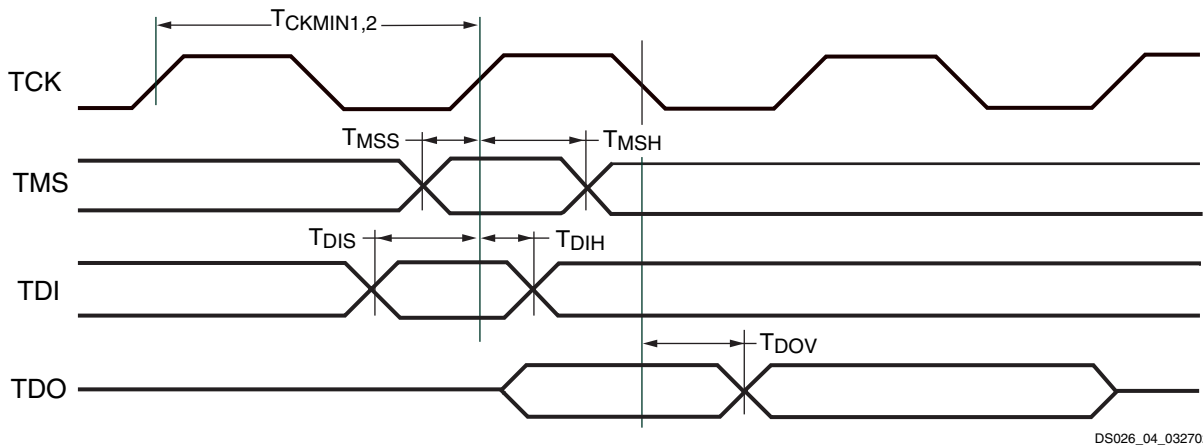 TCKMIN1,2
TCK
TMSS
TMSH
TMS
TDIS
TDIH
TDI
TDOV
TDO
DS026_04_03270